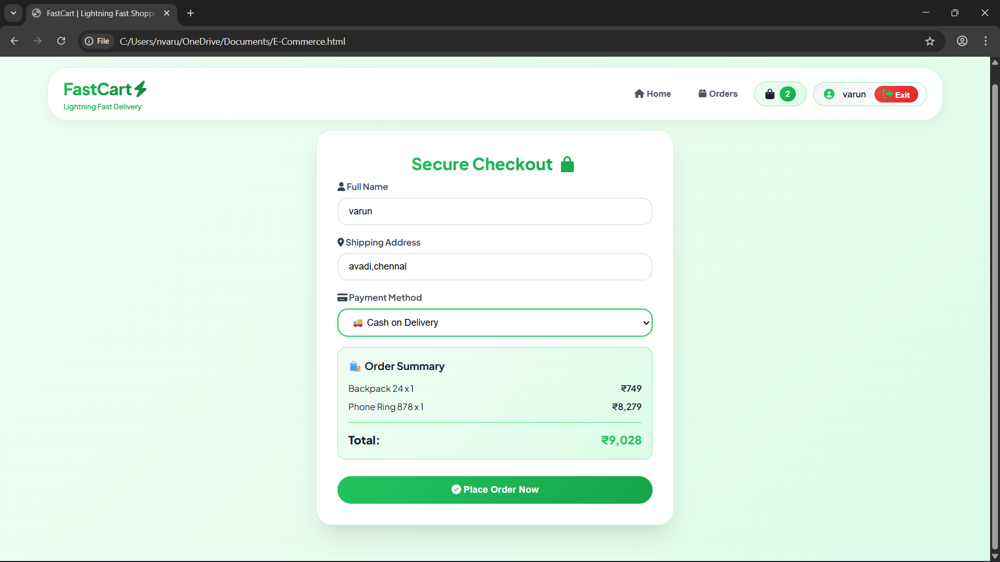 FastCart | Lightning Fast Shoppi
File C:/Users/nvaru/OneDrive/Documents/E-Commerce.html
FastCart
Lightning Fast Delivery
Home
Orders
2
varun
Exit
Secure Checkout
Full Name
varun
Shipping Address
avadi,chennai
Payment Method
Cash on Delivery
Order Summary
Backpack 24 x 1 ₹749
Phone Ring 878 x 1 ₹8,279
Total: ₹9,028
Place Order Now